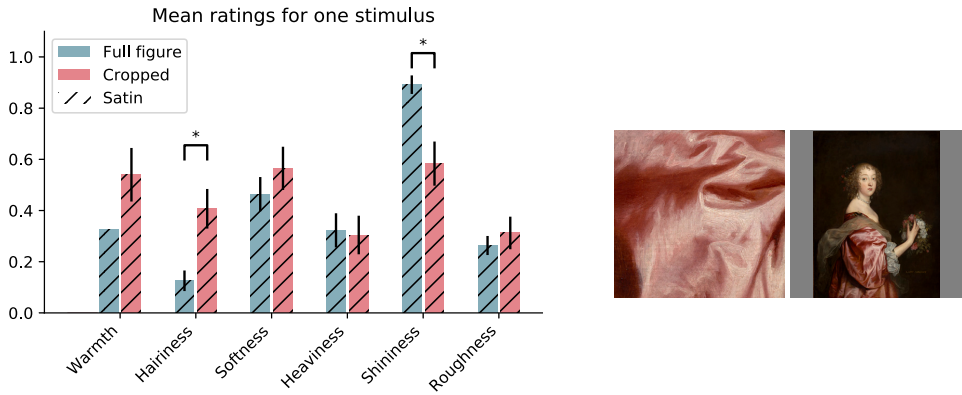 Mean ratings for one stimulus
1.0
0.8
0.6
0.4
0.2
0.0
Full figure
Cropped
Satin
*
*
Warmth
Hairiness
Softness
Heaviness
Shininess
Roughness